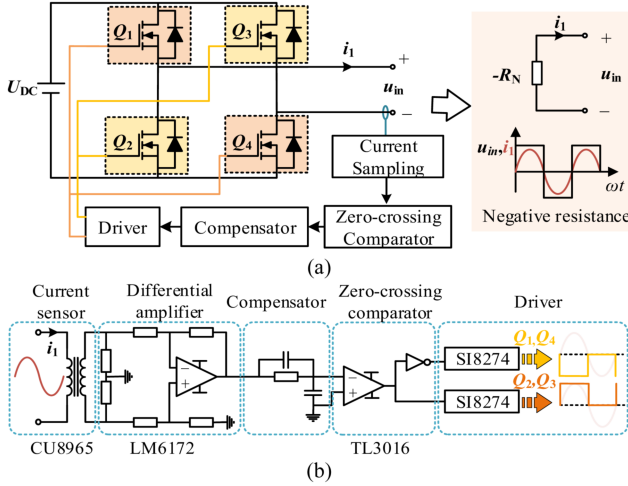 (a)
Q1
Q3
i1
+
UDC
uin
−
Q2
Q4
Current
Sampling
Driver
Compensator
Zero-crossing
Comparator
i1
+
-RN
uin
−
uin,i1
ωt
Negative resistance
(a)
Current
sensor
Differential
amplifier
Compensator
Zero-crossing
comparator
Driver
i1
−
+
−
+
SI8274
Q1,Q4
SI8274
Q2,Q3
CU8965
LM6172
TL3016
(b)